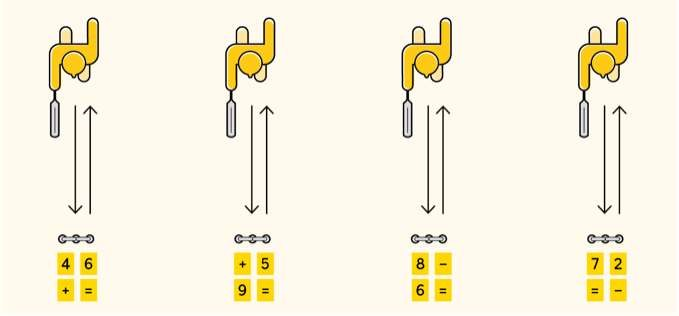 4 6 + 5 8 - 7 2
+ = 9 = 6 = = -